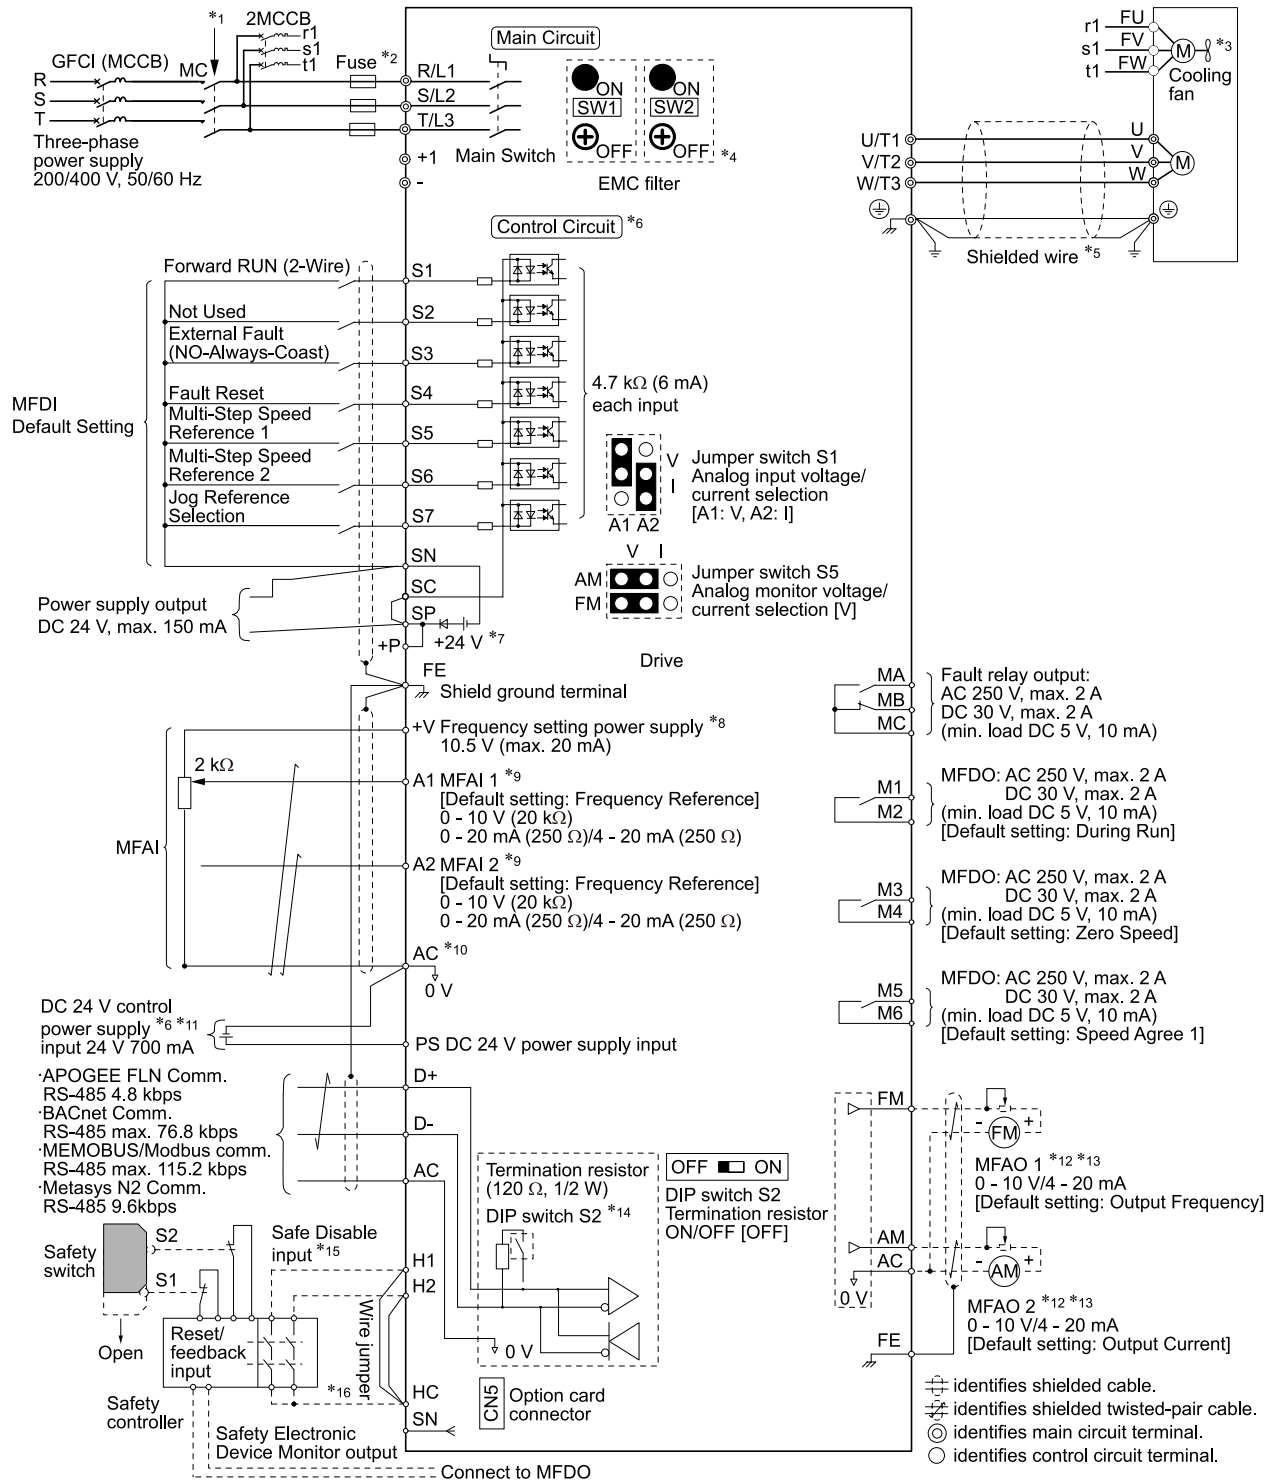 *1
2MCCB
r1
s1
t1
GFCI (MCCB)
MC
Fuse *2
R
S
T
Three-phase
power supply
200/400 V, 50/60 Hz
R/L1
S/L2
T/L3
+1
-
Main Circuit
Main Switch
ON
SW1
OFF
ON
SW2
OFF
*4
EMC filter
r1
s1
t1
FU
FV
FW
M
*3
Cooling
fan
U/T1
V/T2
W/T3
U
V
W
M
Shielded wire *5
Control Circuit *6
MFDI
Default Setting
Forward RUN (2-Wire)
S1
Not Used
S2
External Fault
(NO-Always-Coast)
S3
Fault Reset
S4
Multi-Step Speed
Reference 1
S5
Multi-Step Speed
Reference 2
S6
Jog Reference
Selection
S7
4.7 kΩ (6 mA)
each input
V
I
A1 A2
Jumper switch S1
Analog input voltage/
current selection
[A1: V, A2: I]
V I
AM
FM
Jumper switch S5
Analog monitor voltage/
current selection [V]
SN
SC
SP
+P
+24 V *7
Power supply output
DC 24 V, max. 150 mA
Drive
FE
Shield ground terminal
MFAI
2 kΩ
+V Frequency setting power supply *8
10.5 V (max. 20 mA)
A1 MFAI 1 *9
[Default setting: Frequency Reference]
0 - 10 V (20 kΩ)
0 - 20 mA (250 Ω)/4 - 20 mA (250 Ω)
A2 MFAI 2 *9
[Default setting: Frequency Reference]
0 - 10 V (20 kΩ)
0 - 20 mA (250 Ω)/4 - 20 mA (250 Ω)
AC *10
0 V
MA
MB
MC
Fault relay output:
AC 250 V, max. 2 A
DC 30 V, max. 2 A
(min. load DC 5 V, 10 mA)
M1
M2
MFDO: AC 250 V, max. 2 A
DC 30 V, max. 2 A
(min. load DC 5 V, 10 mA)
[Default setting: During Run]
M3
M4
MFDO: AC 250 V, max. 2 A
DC 30 V, max. 2 A
(min. load DC 5 V, 10 mA)
[Default setting: Zero Speed]
M5
M6
MFDO: AC 250 V, max. 2 A
DC 30 V, max. 2 A
(min. load DC 5 V, 10 mA)
[Default setting: Speed Agree 1]
DC 24 V control
power supply *6 *11
input 24 V 700 mA
PS DC 24 V power supply input
·APOGEE FLN Comm.
RS-485 4.8 kbps
·BACnet Comm.
RS-485 max. 76.8 kbps
·MEMOBUS/Modbus comm.
RS-485 max. 115.2 kbps
·Metasys N2 Comm.
RS-485 9.6kbps
D+
D-
AC
Termination resistor
(120 Ω, 1/2 W)
DIP switch S2 *14
OFF ON
DIP switch S2
Termination resistor
ON/OFF [OFF]
0 V
FM
- +
FM
MFAO 1 *12 *13
0 - 10 V/4 - 20 mA
[Default setting: Output Frequency]
AM
AC
- +
AM
0 V
MFAO 2 *12 *13
0 - 10 V/4 - 20 mA
[Default setting: Output Current]
FE
Safety
switch
S2
S1
Open
Safe Disable
input *15
H1
H2
Wire jumper
HC
SN
Reset/
feedback
input
*16
Safety
controller
Safety Electronic
Device Monitor output
Connect to MFDO
CN5
Option card
connector
identifies shielded cable.
identifies shielded twisted-pair cable.
identifies main circuit terminal.
identifies control circuit terminal.